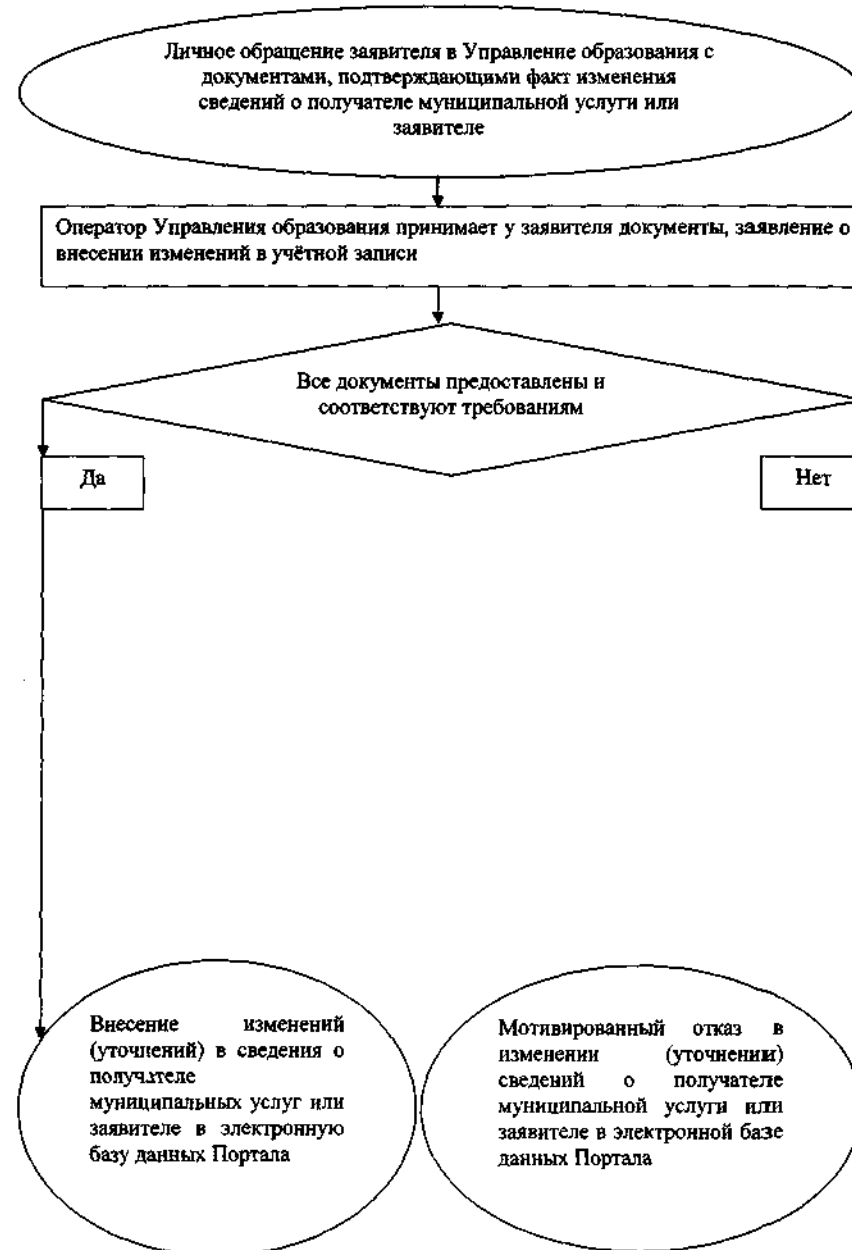 Личное обращение заявителя в Управление образования с
документами, подтверждающими факт изменения
сведений о получателе муниципальной услуги или
заявителе
Оператор Управления образования принимает у заявителя документы, заявление о
внесении изменений в учётной записи
Все документы предоставлены и
соответствуют требованиям
Да
Нет
Внесение изменений
(уточнений) в сведения о
получателе
муниципальных услуг или
заявителе в электронную
базу данных Портала
Мотивированный отказ в
изменении (уточнении)
сведений о получателе
муниципальной услуги или
заявителе в электронной базе
данных Портала